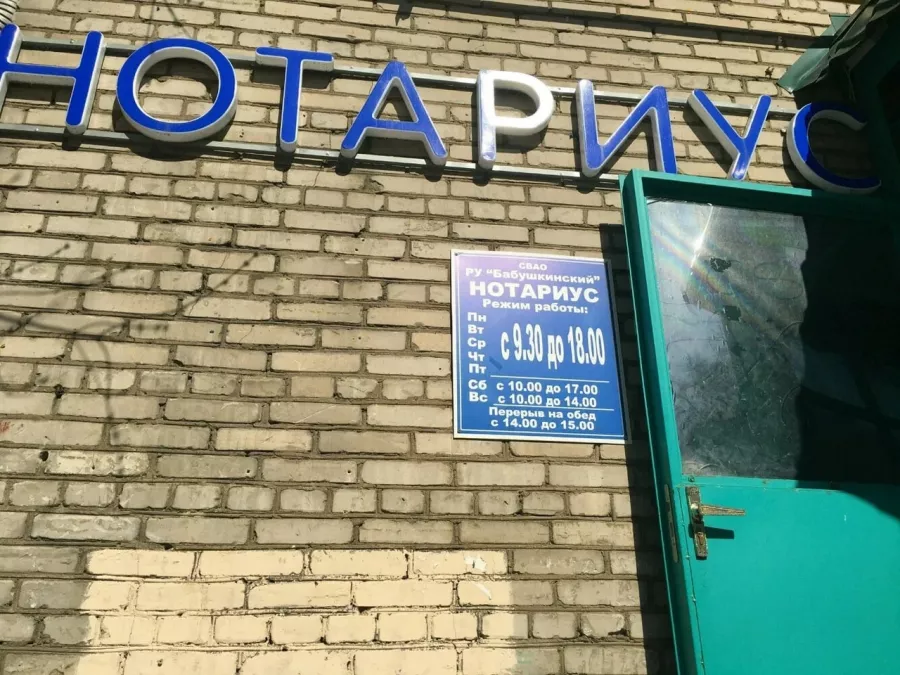 НОТАРИУС
СВАО
РУ "Бабушкинский"
НОТАРИУС
Режим работы:
Пн
Вт
Ср
Чт
Пт
с 9.30 до 18.00
Сб с 10.00 до 17.00
Вс с 10.00 до 14.00
Перерыв на обед
с 14.00 до 15.00